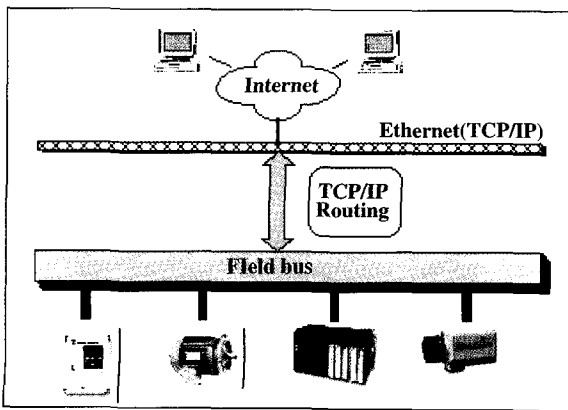 Internet
Ethernet(TCP/IP)
TCP/IP
Routing
FIeld bus